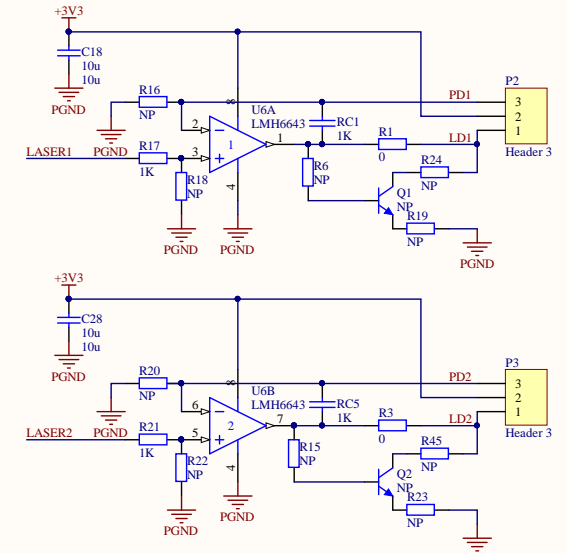 +3V3
C18
10u
10u
PGND
R16
NP
PGND
LASER1
R17
1K
R18
NP
PGND
2
3
8
4
1
1
U6A
LMH6643
PGND
RC1
1K
R6
NP
R1
0
PD1
LD1
R24
NP
Q1
NP
R19
NP
PGND
P2
3
2
1
Header 3
+3V3
C28
10u
10u
PGND
R20
NP
PGND
LASER2
R21
1K
R22
NP
PGND
6
5
8
4
2
7
U6B
LMH6643
PGND
RC5
1K
R15
NP
R3
0
PD2
LD2
R45
NP
Q2
NP
R23
NP
P3
3
2
1
Header 3